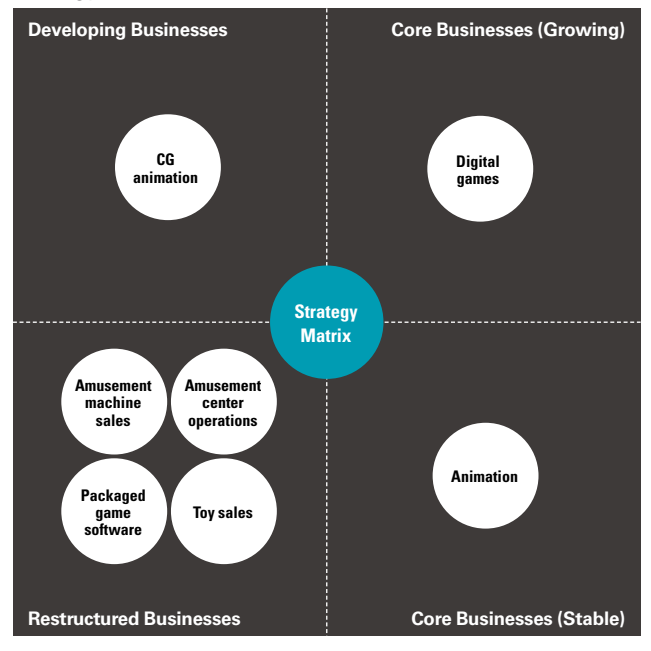 Developing Businesses
Core Businesses (Growing)
CG
animation
Digital
games
Strategy
Matrix
Amusement
machine
sales
Amusement
center
operations
Packaged
game
software
Toy sales
Animation
Restructured Businesses
Core Businesses (Stable)